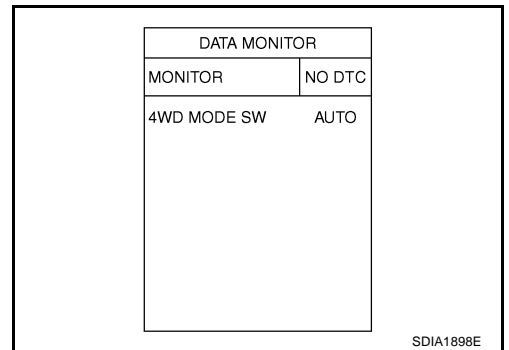 DATA MONITOR
MONITOR NO DTC
4WD MODE SW AUTO
SDIA1898E